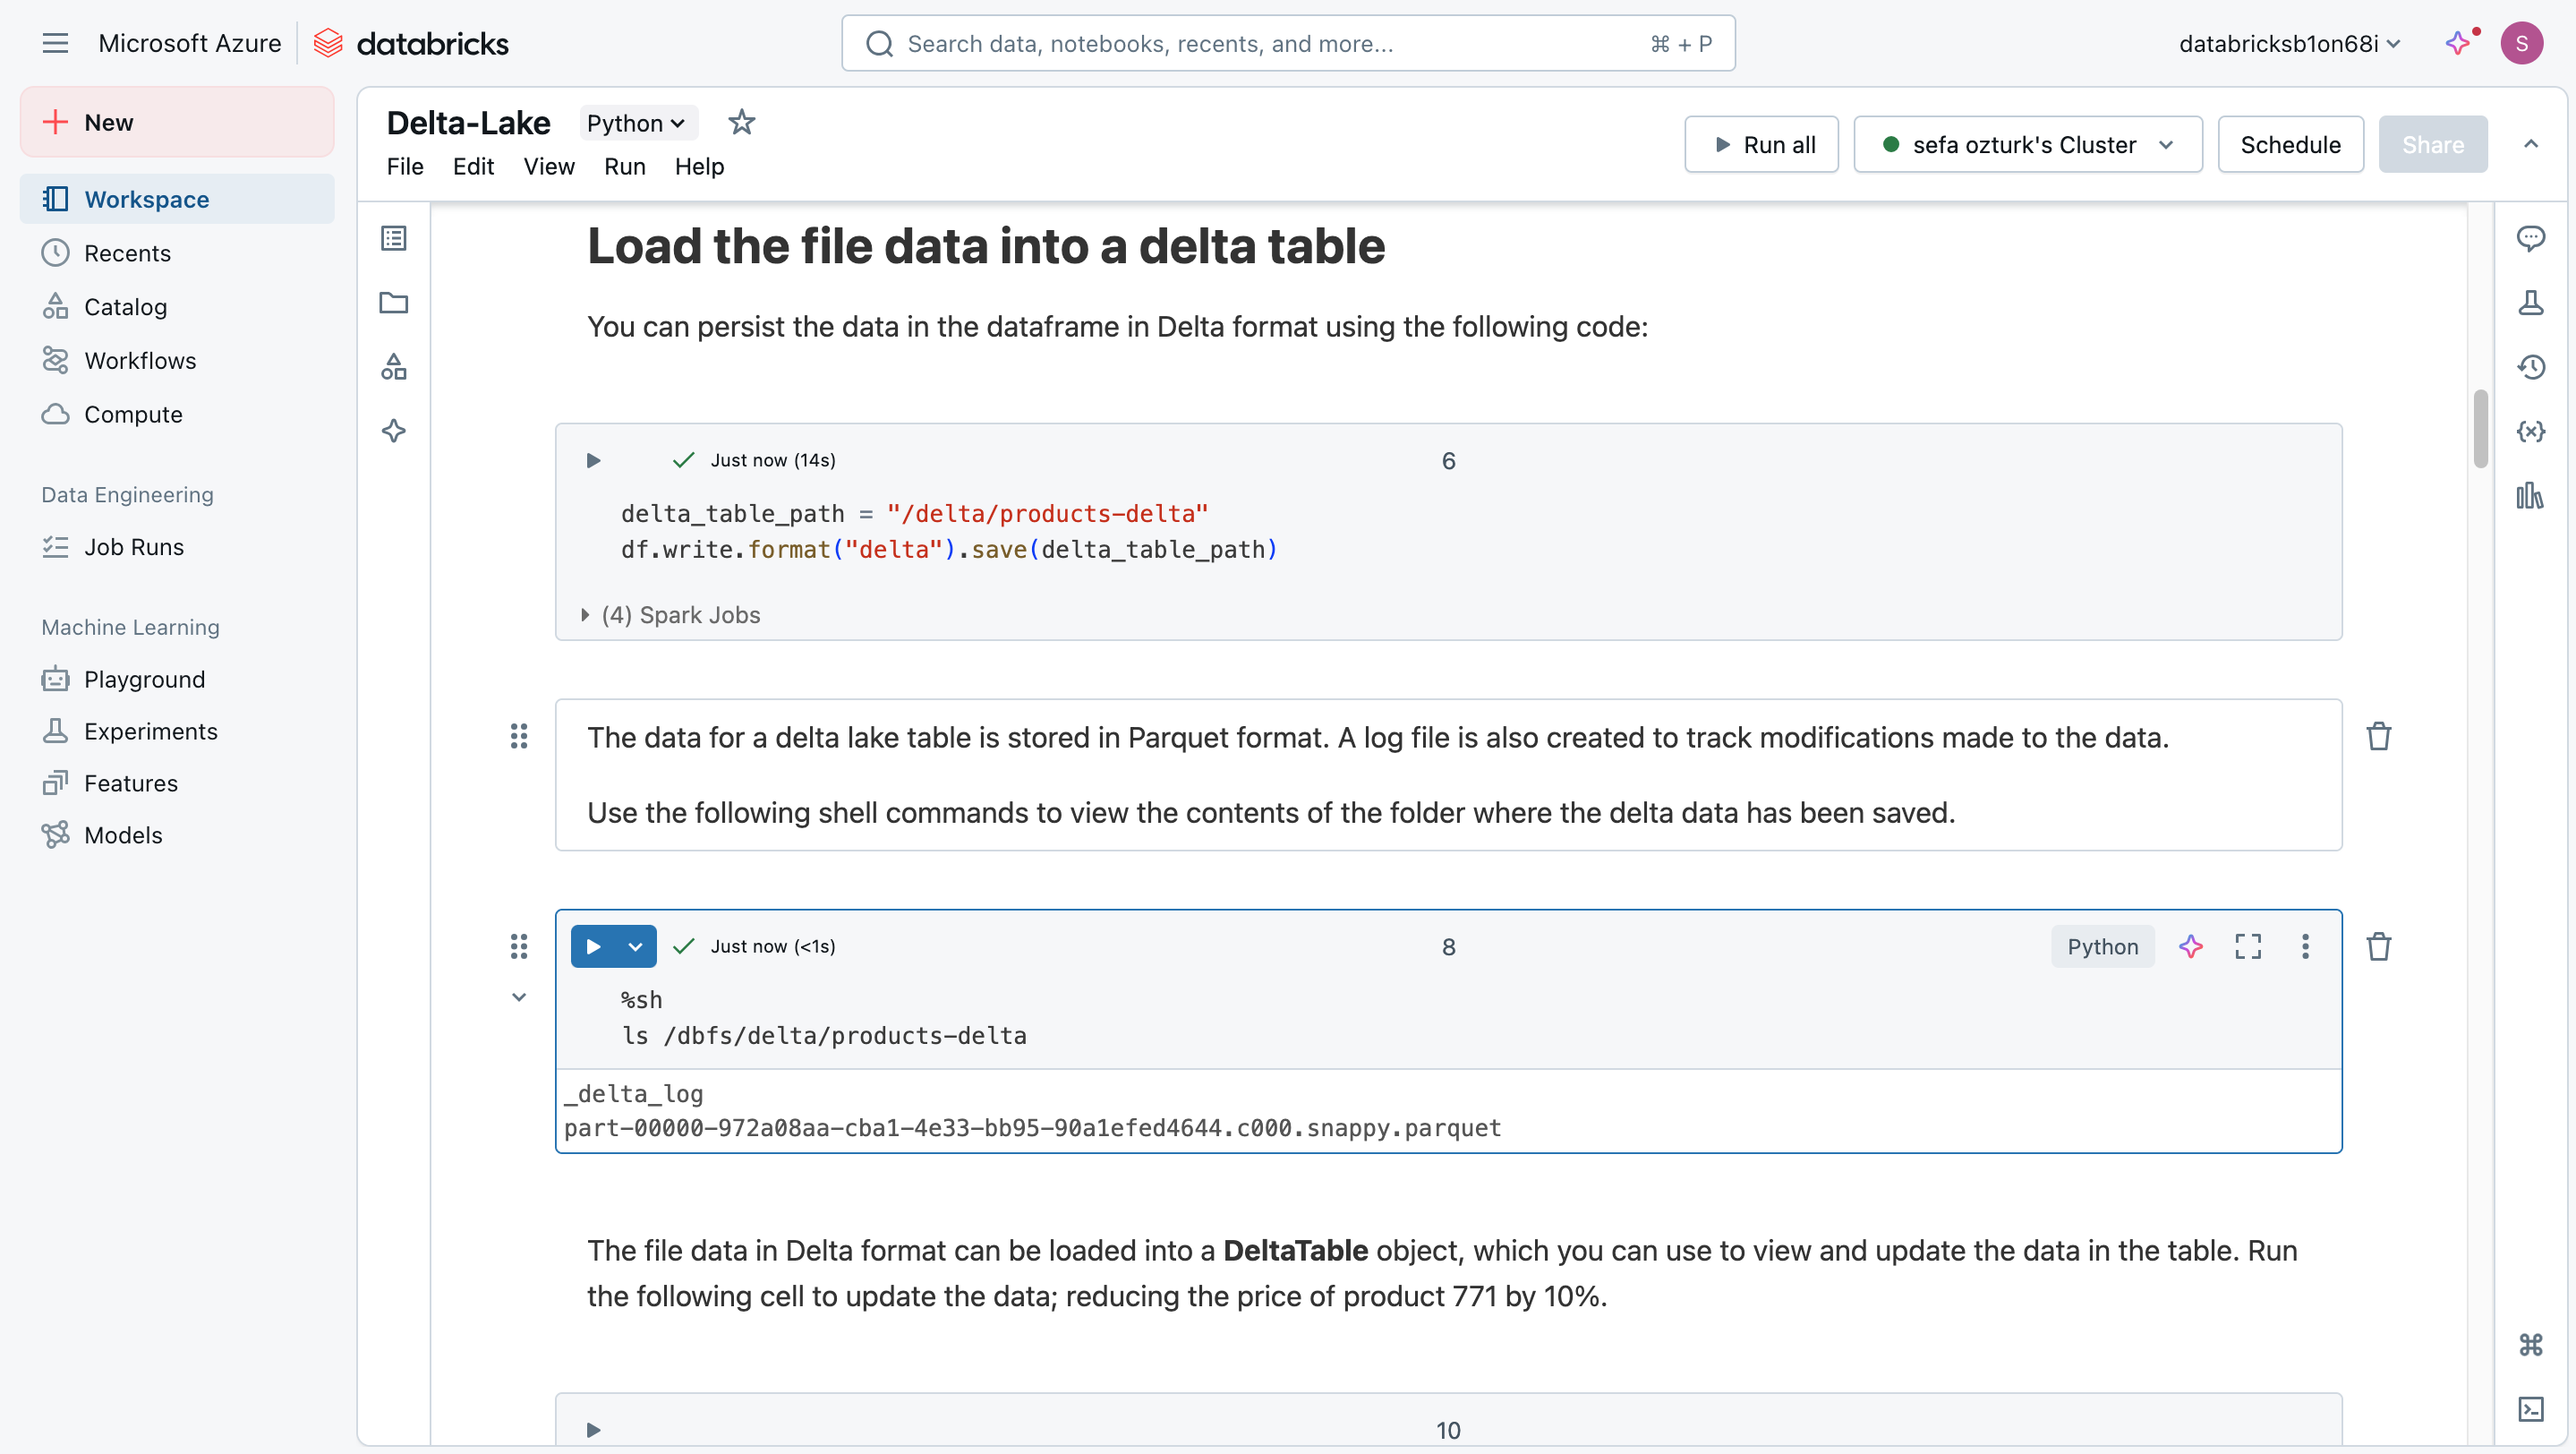 Microsoft Azure databricks
Search data, notebooks, recents, and more... ⌘ + P
databricksb1on68i
S
New
Workspace
Recents
Catalog
Workflows
Compute
Data Engineering
Job Runs
Machine Learning
Playground
Experiments
Features
Models
Delta-Lake Python
File Edit View Run Help
Run all
sefa ozturk's Cluster
Schedule
Share
Load the file data into a delta table
You can persist the data in the dataframe in Delta format using the following code:
Just now (14s) 6
delta_table_path = "/delta/products-delta"
df.write.format("delta").save(delta_table_path)
(4) Spark Jobs
The data for a delta lake table is stored in Parquet format. A log file is also created to track modifications made to the data.
Use the following shell commands to view the contents of the folder where the delta data has been saved.
Just now (<1s) 8 Python
%sh
ls /dbfs/delta/products-delta
_delta_log
part-00000-972a08aa-cba1-4e33-bb95-90a1efed4644.c000.snappy.parquet
The file data in Delta format can be loaded into a DeltaTable object, which you can use to view and update the data in the table. Run
the following cell to update the data; reducing the price of product 771 by 10%.
10